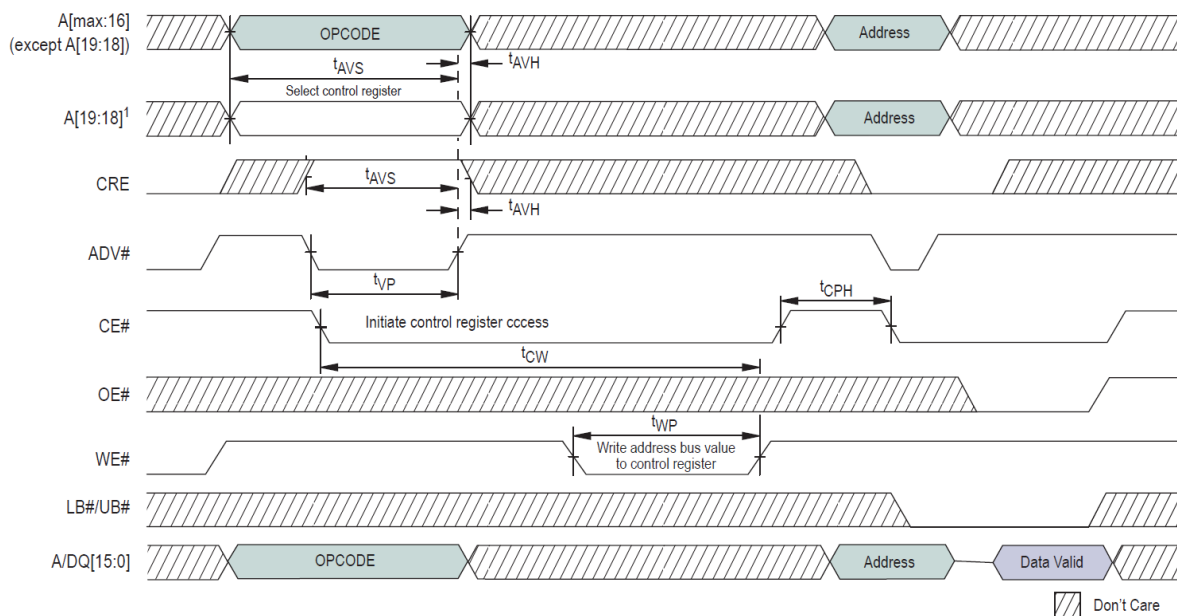 A[max:16]
(except A[19:18])
OPCODE
Address
tAVS
tAVH
Select control register
A[19:18]1
Address
CRE
tAVS
tAVH
ADV#
tVP
tCPH
CE#
Initiate control register cccess
tCW
OE#
tWP
WE#
Write address bus value
to control register
LB#/UB#
A/DQ[15:0]
OPCODE
Address
Data Valid
Don't Care